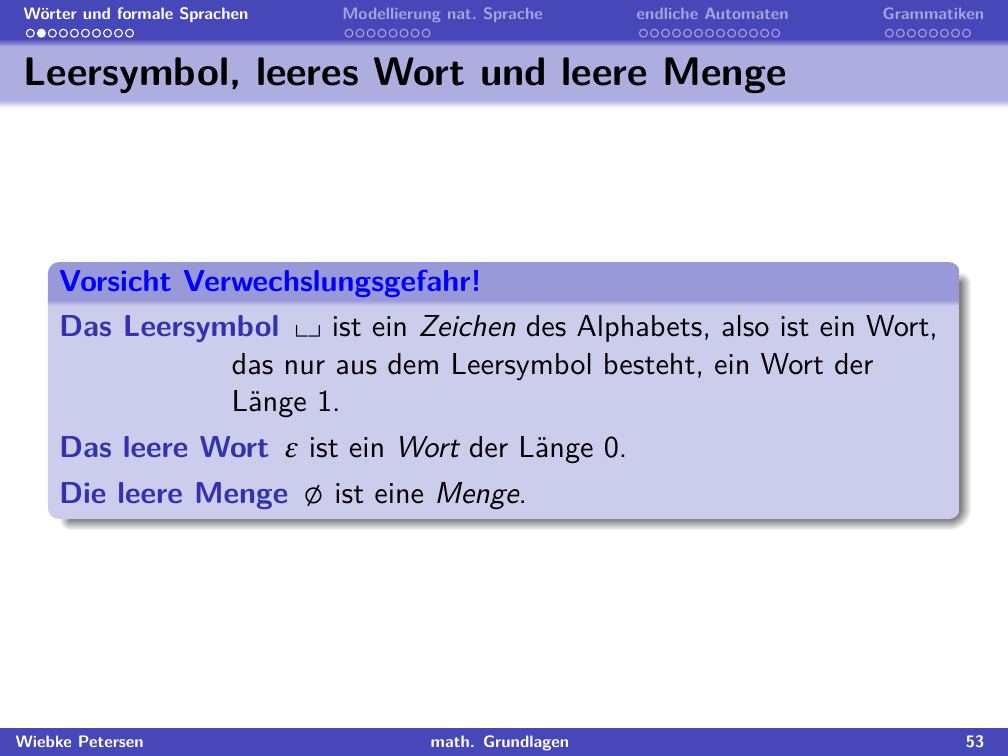 Wörter und formale Sprachen Modellierung nat. Sprache endliche Automaten Grammatiken
Leersymbol, leeres Wort und leere Menge
Vorsicht Verwechslungsgefahr!
Das Leersymbol ␣ ist ein Zeichen des Alphabets, also ist ein Wort,
das nur aus dem Leersymbol besteht, ein Wort der
Länge 1.
Das leere Wort ε ist ein Wort der Länge 0.
Die leere Menge ∅ ist eine Menge.
Wiebke Petersen math. Grundlagen 53